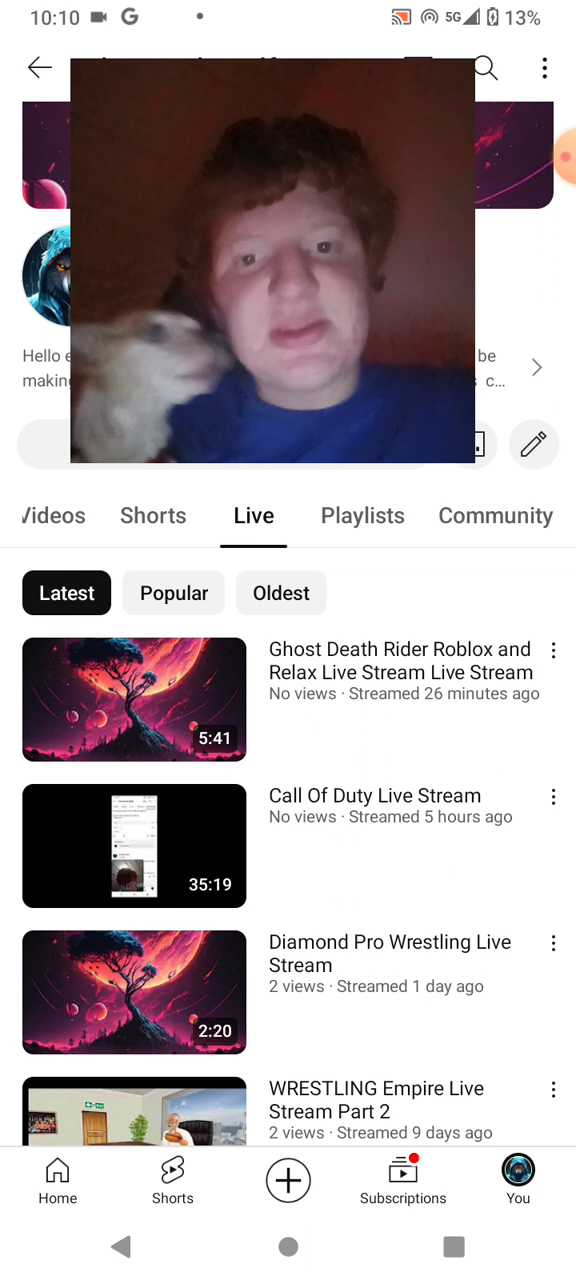 10:10 G 5G 13%
Hello
be
making
c...
Videos Shorts Live Playlists Community
Latest Popular Oldest
Ghost Death Rider Roblox and
Relax Live Stream Live Stream
No views · Streamed 26 minutes ago
5:41
Call Of Duty Live Stream
No views · Streamed 5 hours ago
35:19
Diamond Pro Wrestling Live
Stream
2 views · Streamed 1 day ago
2:20
WRESTLING Empire Live
Stream Part 2
2 views · Streamed 9 days ago
Home Shorts Subscriptions You